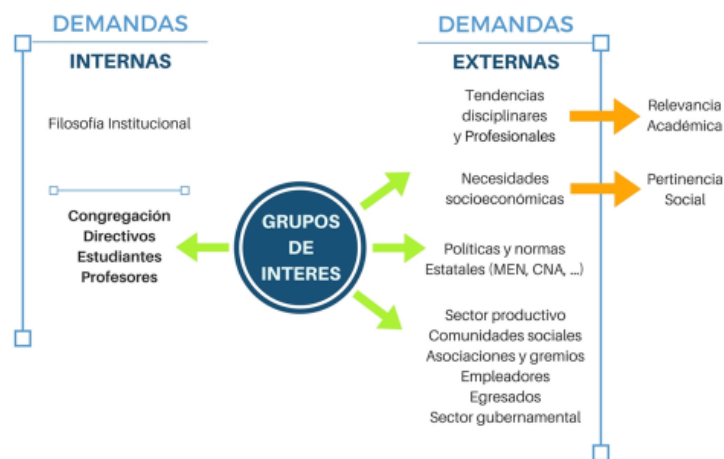 DEMANDAS
INTERNAS
Filosofía Institucional
Congregación
Directivos
Estudiantes
Profesores
GRUPOS
DE
INTERES
DEMANDAS
EXTERNAS
Tendencias
disciplinares
y Profesionales
Relevancia
Académica
Necesidades
socioeconómicas
Pertinencia
Social
Políticas y normas
Estatales (MEN, CNA, ...)
Sector productivo
Comunidades sociales
Asociaciones y gremios
Empleadores
Egresados
Sector gubernamental